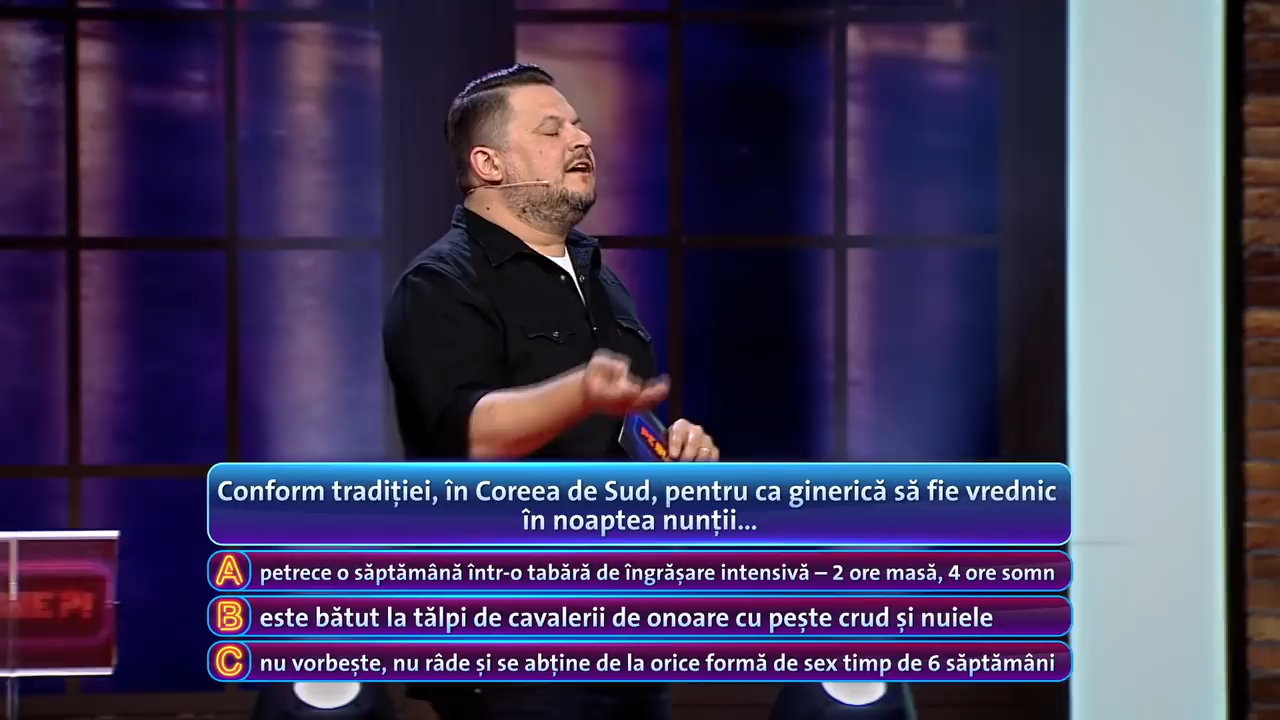 Conform tradiției, în Coreea de Sud, pentru ca ginerică să fie vrednic
în noaptea nunții...
A petrece o săptămână într-o tabără de îngrășare intensivă – 2 ore masă, 4 ore somn
B este bătut la tălpi de cavalerii de onoare cu pește crud și nuiele
C nu vorbește, nu râde și se abține de la orice formă de sex timp de 6 săptămâni